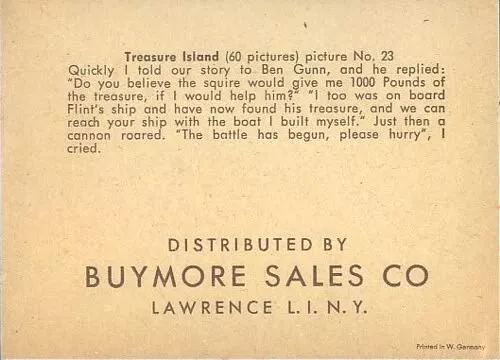 Treasure Island (60 pictures) picture No. 23
Quickly I told our story to Ben Gunn, and he replied:
"Do you believe the squire would give me 1000 Pounds of
the treasure, if I would help him?" "I too was on board
Flint's ship and have now found his treasure, and we can
reach your ship with the boat I built myself." Just then a
cannon roared. "The battle has begun, please hurry", I
cried.
DISTRIBUTED BY
BUYMORE SALES CO
LAWRENCE L. I. N. Y.
Printed in W. Germany